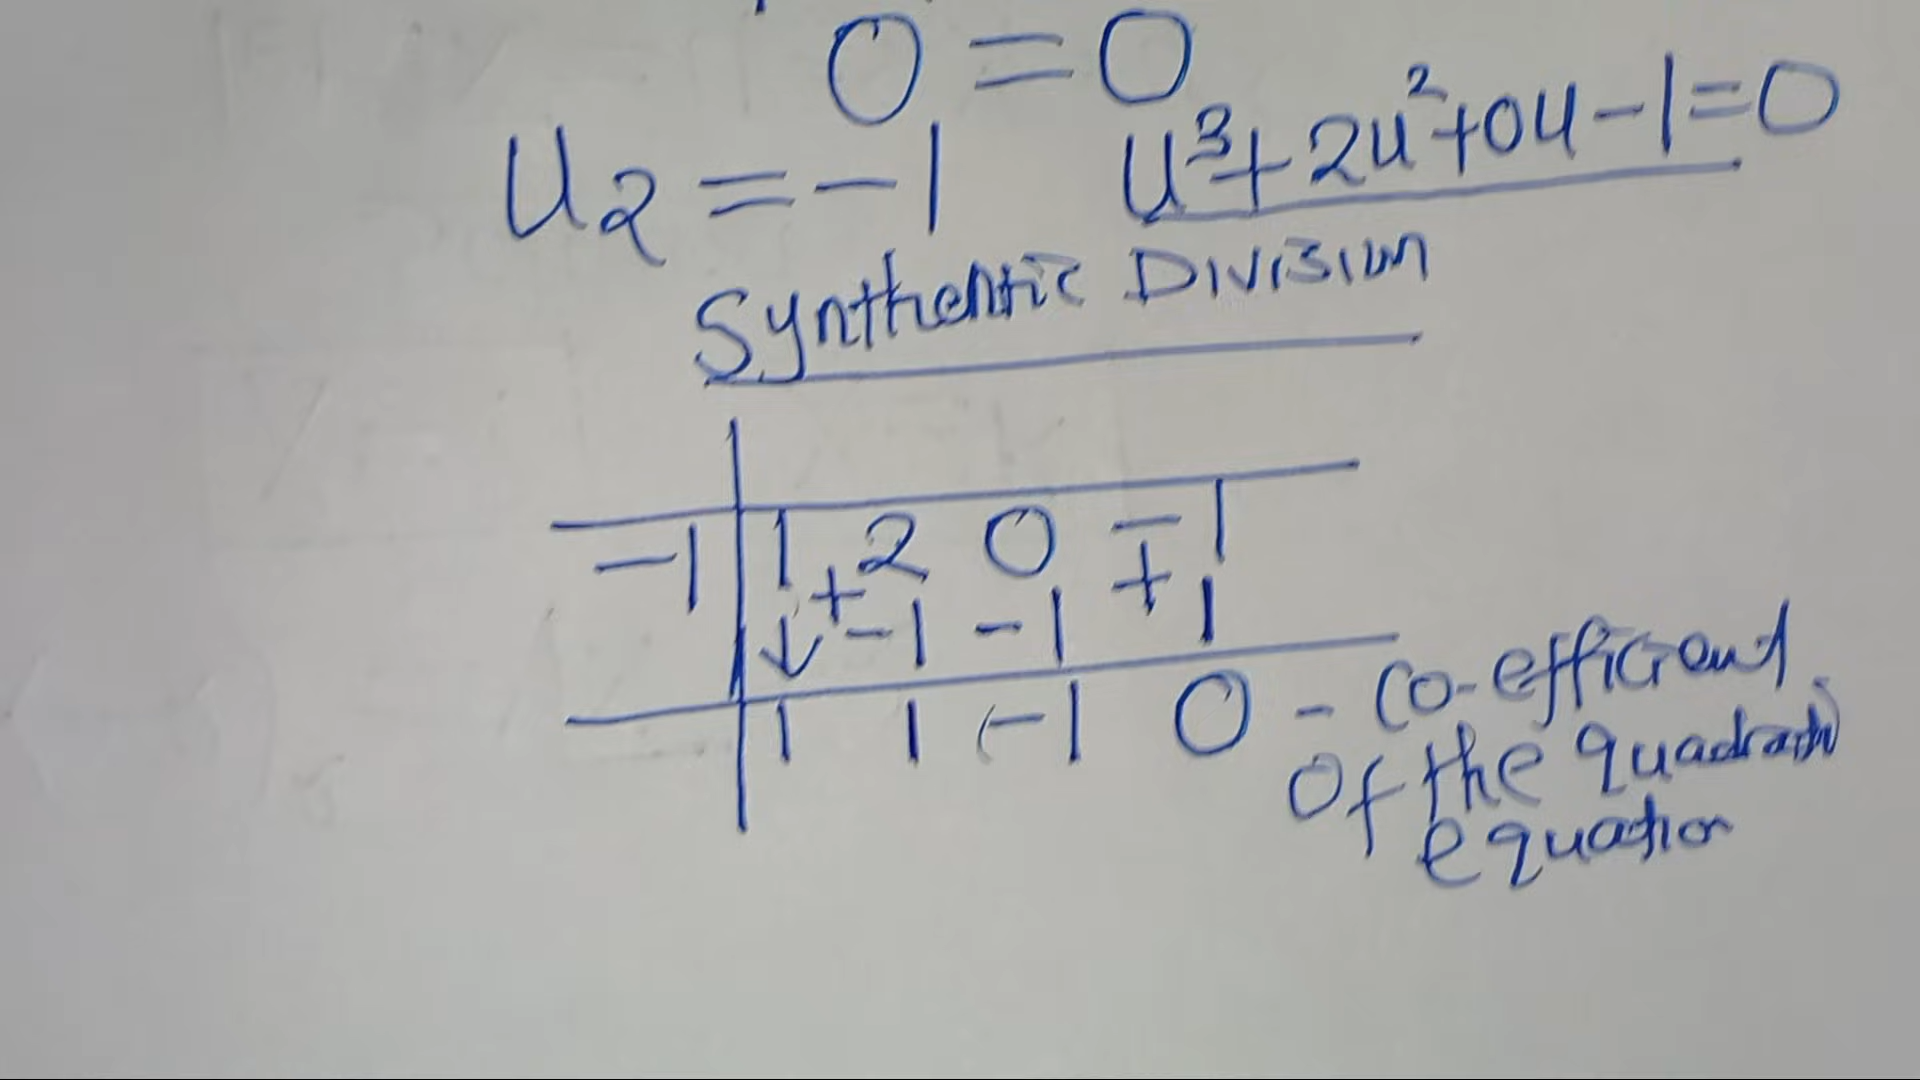 0 = 0
u₂ = -1
u³+2u²+0u-1=0
Synthentic Division
-1 | 1 + 2 0 - + 1
↓ -1 -1 1
1 1 -1 0 - co-efficient
of the quadratic
equation